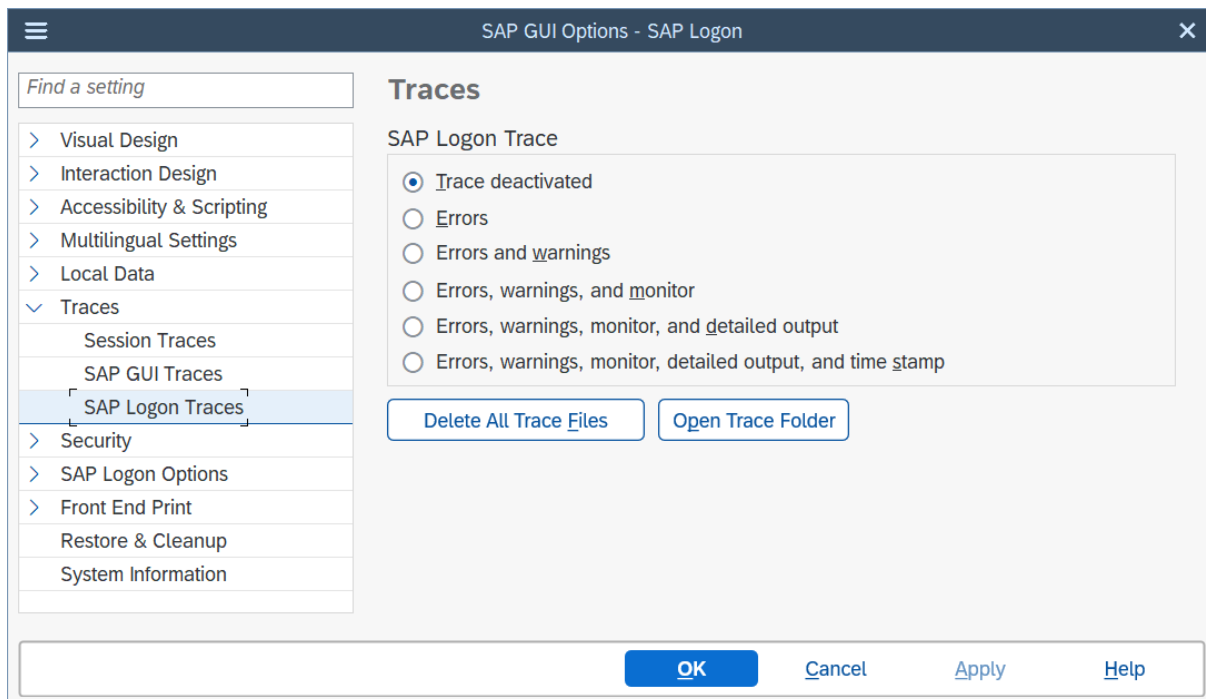 SAP GUI Options - SAP Logon
Find a setting
Visual Design
Interaction Design
Accessibility & Scripting
Multilingual Settings
Local Data
Traces
Session Traces
SAP GUI Traces
SAP Logon Traces
Security
SAP Logon Options
Front End Print
Restore & Cleanup
System Information
Traces
SAP Logon Trace
Trace deactivated
Errors
Errors and warnings
Errors, warnings, and monitor
Errors, warnings, monitor, and detailed output
Errors, warnings, monitor, detailed output, and time stamp
Delete All Trace Files
Open Trace Folder
OK
Cancel
Apply
Help